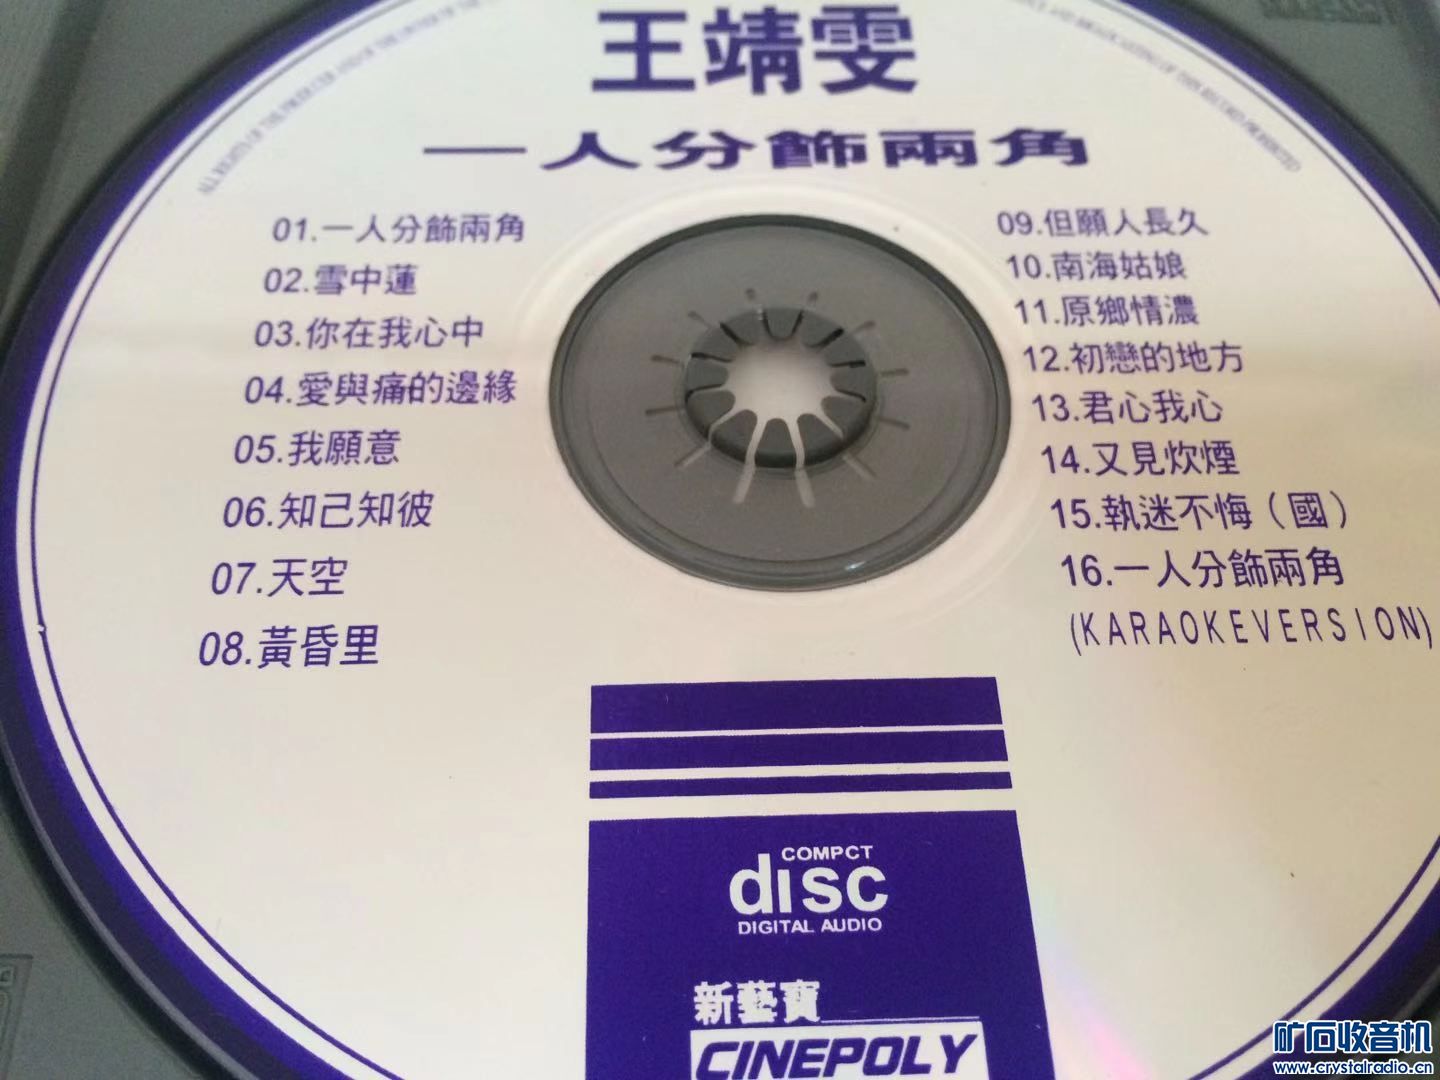 王靖雯
一人分飾兩角
01.一人分飾兩角
02.雪中蓮
03.你在我心中
04.愛與痛的邊緣
05.我願意
06.知己知彼
07.天空
08.黃昏里
09.但願人長久
10.南海姑娘
11.原鄉情濃
12.初戀的地方
13.君心我心
14.又見炊煙
15.執迷不悔（國）
16.一人分飾兩角
(KARAOKEVERSION)
COMPCT
disc
DIGITAL AUDIO
新藝寶
CINEPOLY
矿石收音机
www.crystalradio.cn